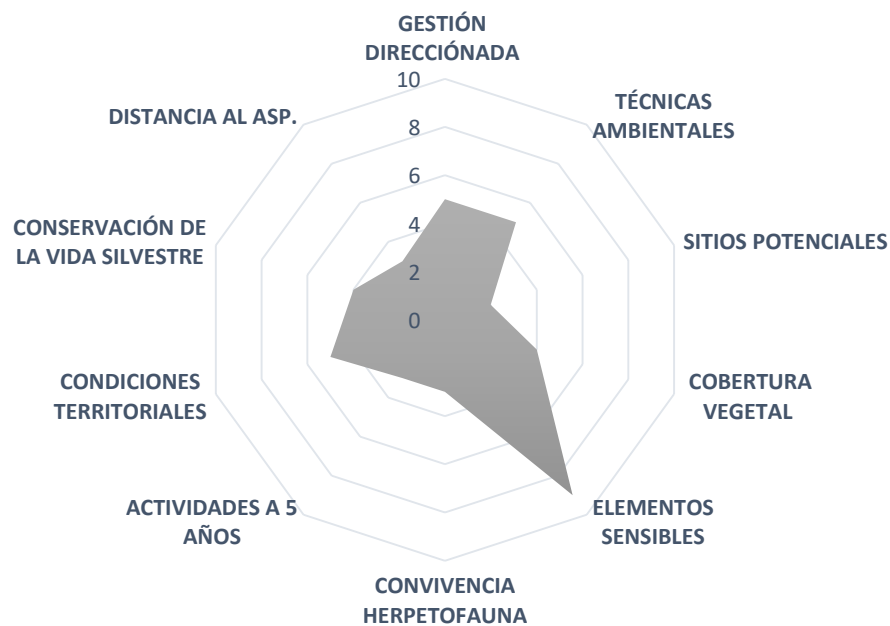 GESTIÓN
DIRECCIÓNADA
TÉCNICAS
AMBIENTALES
SITIOS POTENCIALES
COBERTURA
VEGETAL
ELEMENTOS
SENSIBLES
CONVIVENCIA
HERPETOFAUNA
ACTIVIDADES A 5
AÑOS
CONDICIONES
TERRITORIALES
CONSERVACIÓN DE
LA VIDA SILVESTRE
DISTANCIA AL ASP.
10
8
6
4
2
0